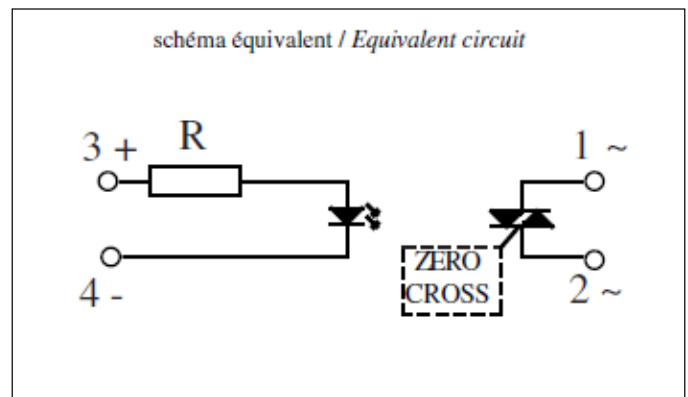 schéma équivalent / Equivalent circuit
3 + R 1 ~
4 - ZERO 2 ~
CROSS